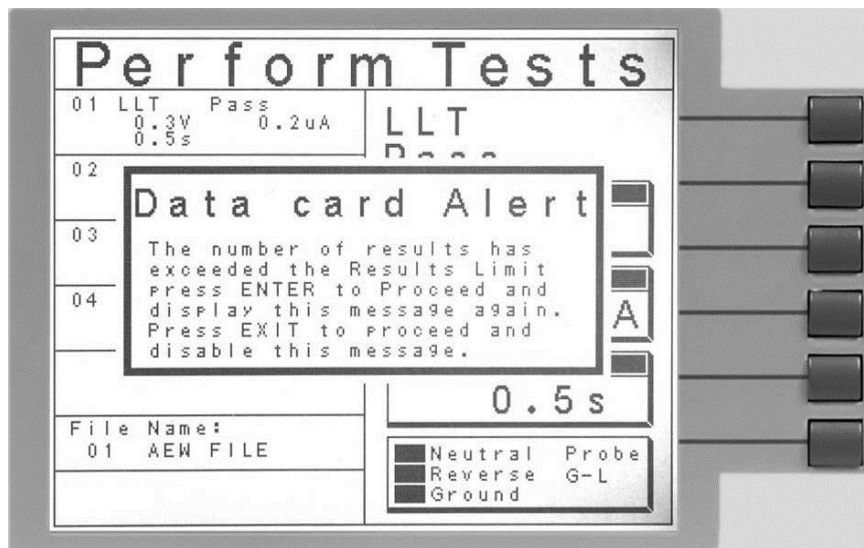 Perform Tests
01 LLT Pass
0.3V 0.2uA
0.5s
LLT
Pass
02
Data card Alert
The number of results has
exceeded the Results Limit
press ENTER to Proceed and
display this message again.
Press EXIT to proceed and
disable this message.
03
04
A
0.5s
File Name:
01 AEW FILE
Neutral Probe
Reverse G-L
Ground